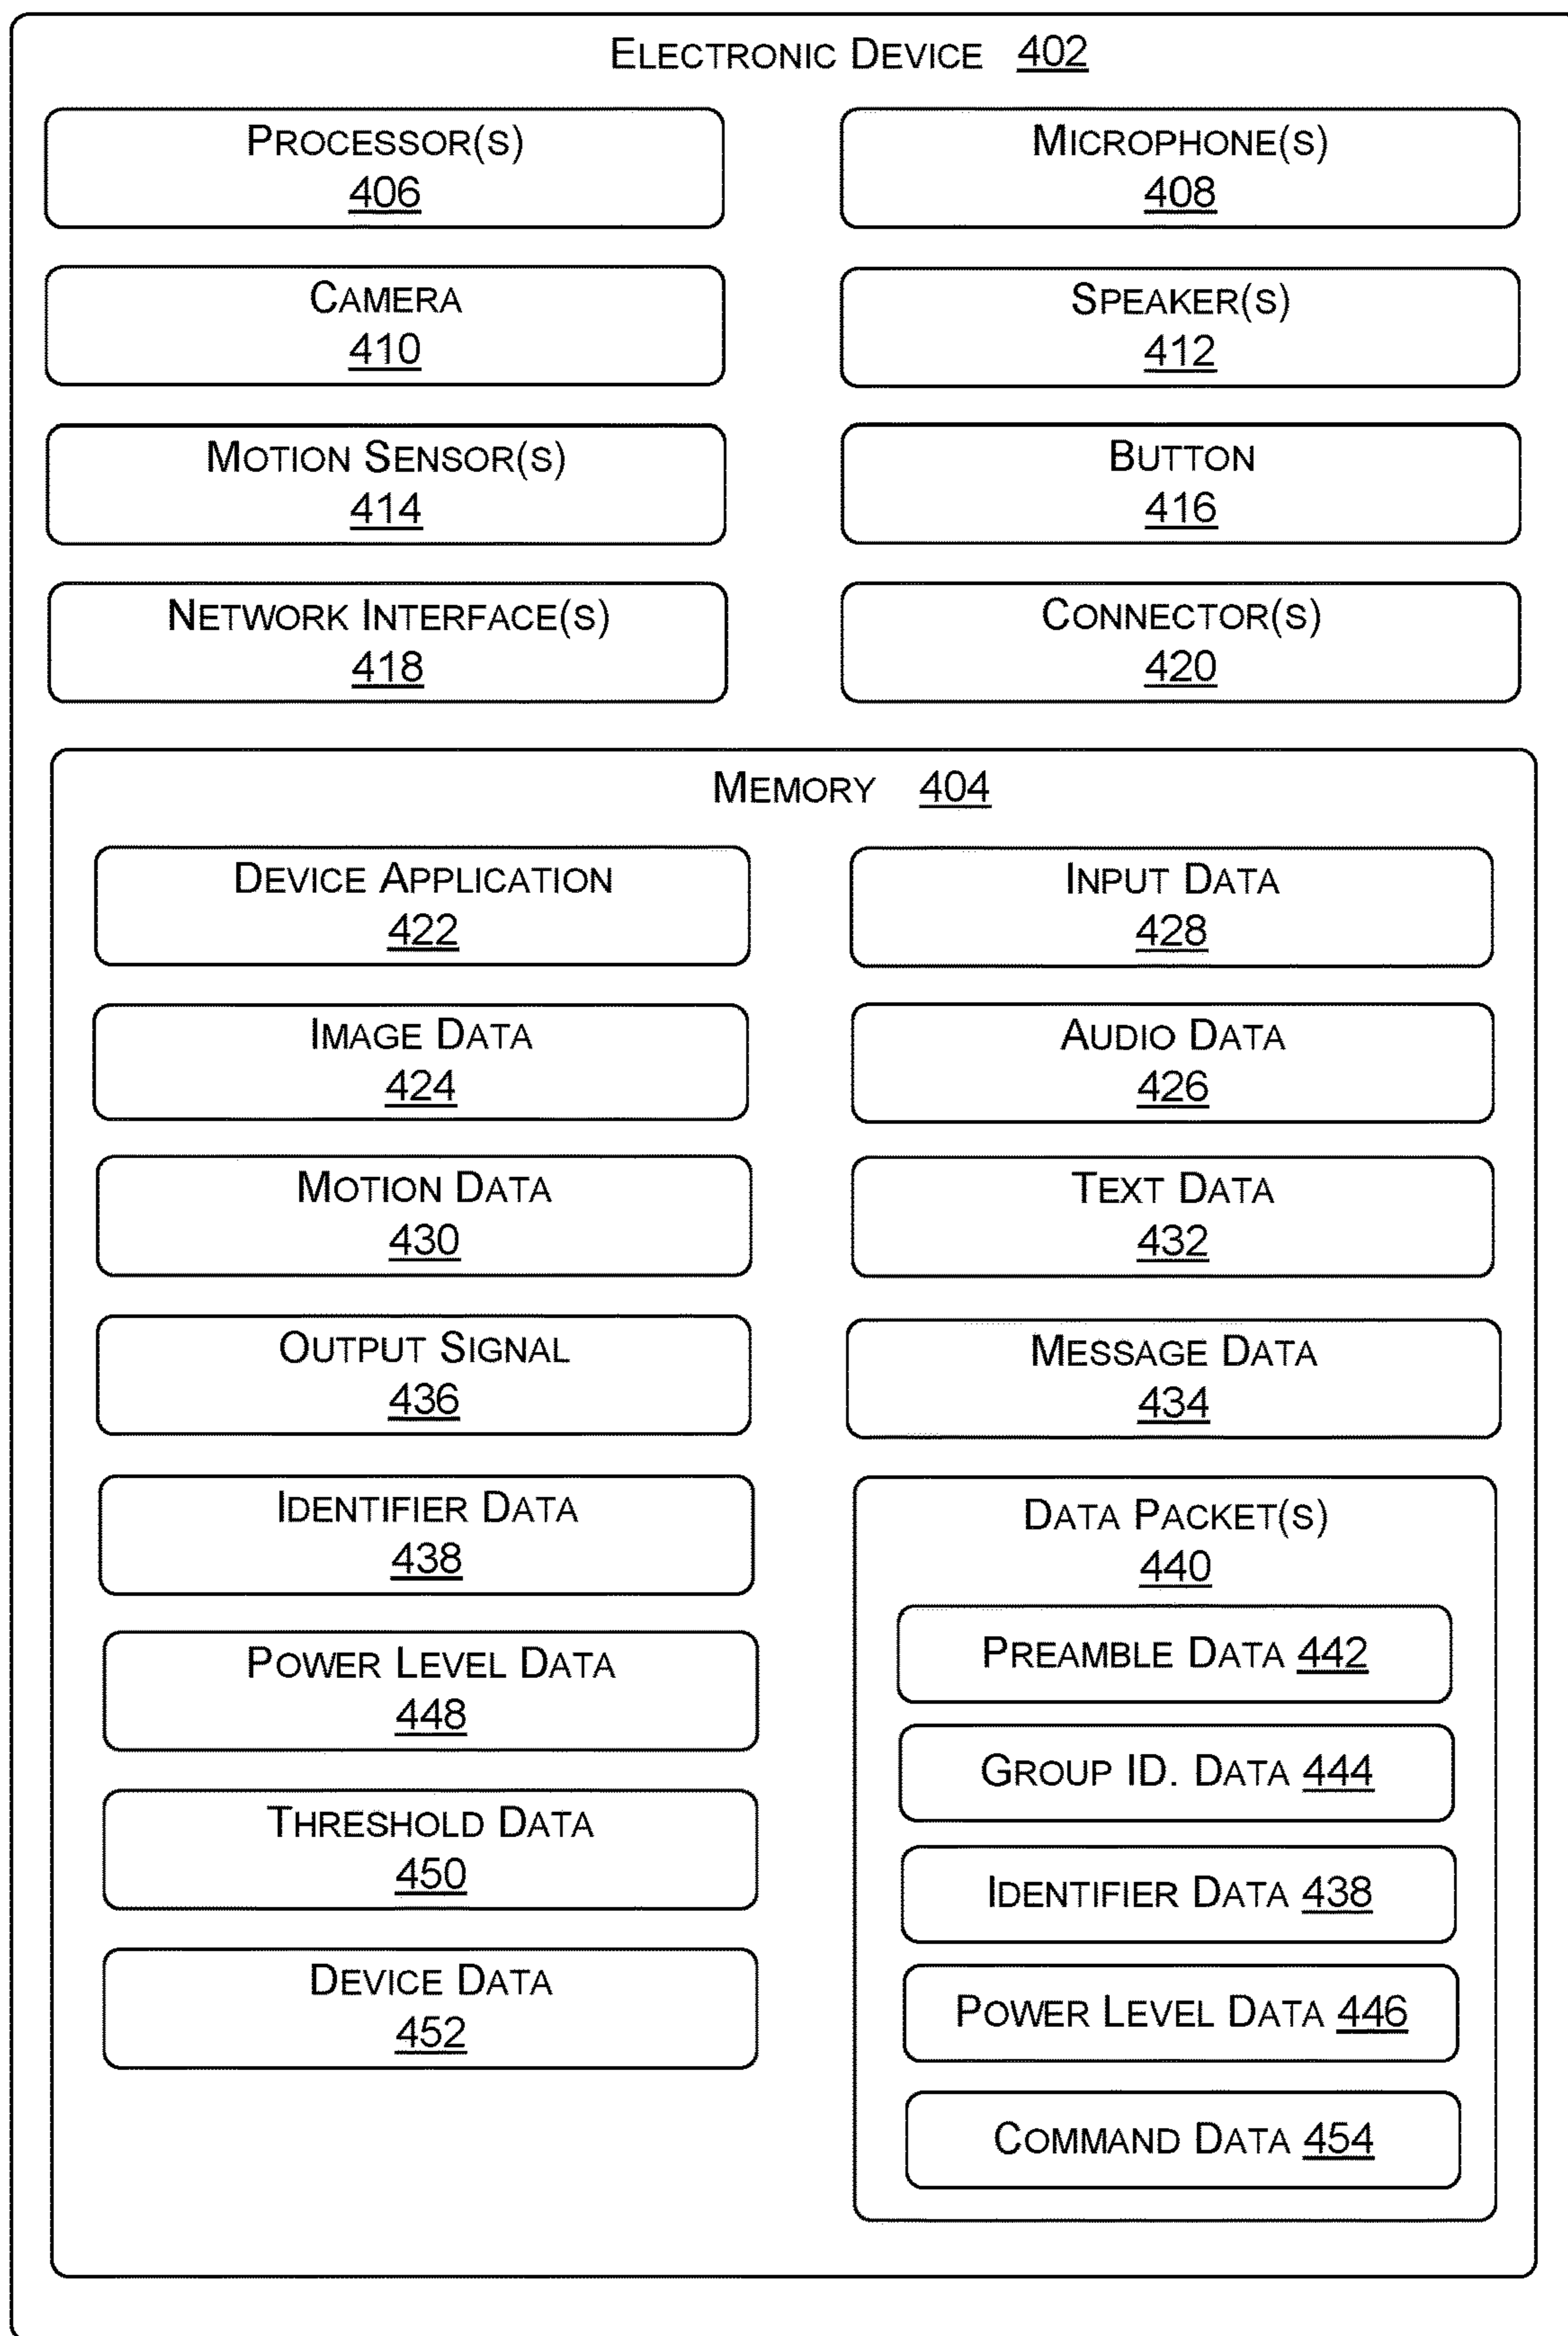 ELECTRONIC DEVICE 402
PROCESSOR(S)
406
MICROPHONE(S)
408
CAMERA
410
SPEAKER(S)
412
MOTION SENSOR(S)
414
BUTTON
416
NETWORK INTERFACE(S)
418
CONNECTOR(S)
420
MEMORY 404
DEVICE APPLICATION
422
INPUT DATA
428
IMAGE DATA
424
AUDIO DATA
426
MOTION DATA
430
TEXT DATA
432
OUTPUT SIGNAL
436
MESSAGE DATA
434
IDENTIFIER DATA
438
POWER LEVEL DATA
448
THRESHOLD DATA
450
DEVICE DATA
452
DATA PACKET(S)
440
PREAMBLE DATA 442
GROUP ID. DATA 444
IDENTIFIER DATA 438
POWER LEVEL DATA 446
COMMAND DATA 454